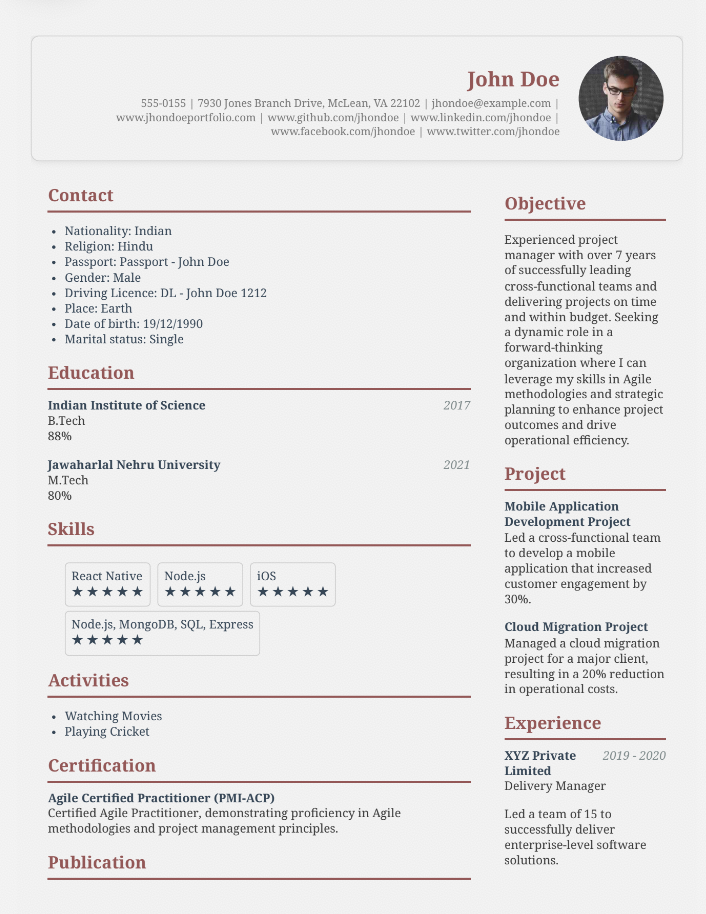 John Doe
555-0155 | 7930 Jones Branch Drive, McLean, VA 22102 | jhondoe@example.com |
www.jhondoeportfolio.com | www.github.com/jhondoe | www.linkedin.com/jhondoe |
www.facebook.com/jhondoe | www.twitter.com/jhondoe
Contact
• Nationality: Indian
• Religion: Hindu
• Passport: Passport - John Doe
• Gender: Male
• Driving Licence: DL - John Doe 1212
• Place: Earth
• Date of birth: 19/12/1990
• Marital status: Single
Education
Indian Institute of Science 2017
B.Tech
88%
Jawaharlal Nehru University 2021
M.Tech
80%
Skills
React Native Node.js iOS
★★★★★ ★★★★★ ★★★★★
Node.js, MongoDB, SQL, Express
★★★★★
Activities
• Watching Movies
• Playing Cricket
Certification
Agile Certified Practitioner (PMI-ACP)
Certified Agile Practitioner, demonstrating proficiency in Agile
methodologies and project management principles.
Publication
Objective
Experienced project
manager with over 7 years
of successfully leading
cross-functional teams and
delivering projects on time
and within budget. Seeking
a dynamic role in a
forward-thinking
organization where I can
leverage my skills in Agile
methodologies and strategic
planning to enhance project
outcomes and drive
operational efficiency.
Project
Mobile Application
Development Project
Led a cross-functional team
to develop a mobile
application that increased
customer engagement by
30%.
Cloud Migration Project
Managed a cloud migration
project for a major client,
resulting in a 20% reduction
in operational costs.
Experience
XYZ Private 2019 - 2020
Limited
Delivery Manager
Led a team of 15 to
successfully deliver
enterprise-level software
solutions.